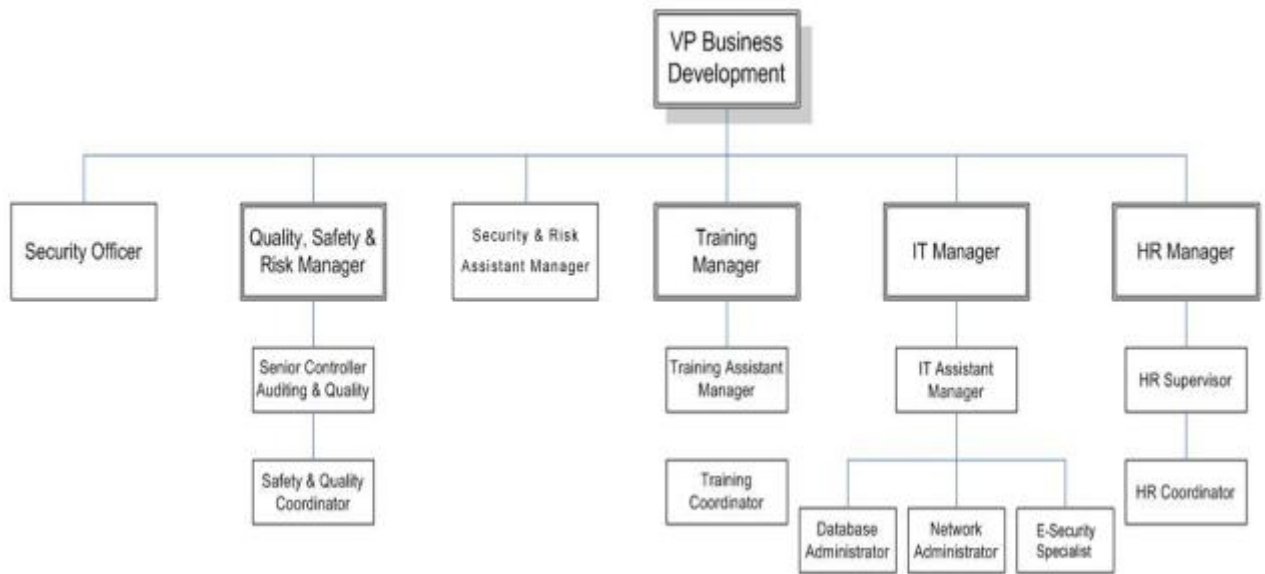 VP Business
Development
Security Officer
Quality, Safety &
Risk Manager
Security & Risk
Assistant Manager
Training
Manager
IT Manager
HR Manager
Senior Controller
Auditing & Quality
Training Assistant
Manager
IT Assistant
Manager
HR Supervisor
Safety & Quality
Coordinator
Training
Coordinator
HR Coordinator
Database
Administrator
Network
Administrator
E-Security
Specialist